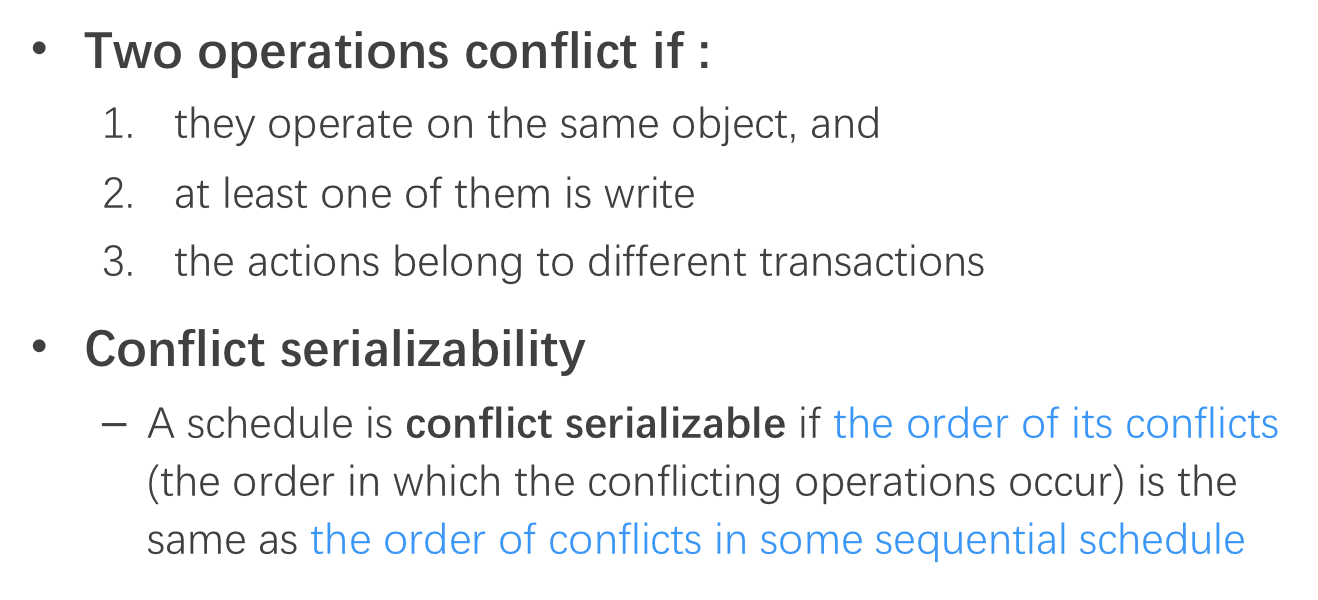 • Two operations conflict if :
1. they operate on the same object, and
2. at least one of them is write
3. the actions belong to different transactions
• Conflict serializability
– A schedule is conflict serializable if the order of its conflicts
(the order in which the conflicting operations occur) is the
same as the order of conflicts in some sequential schedule